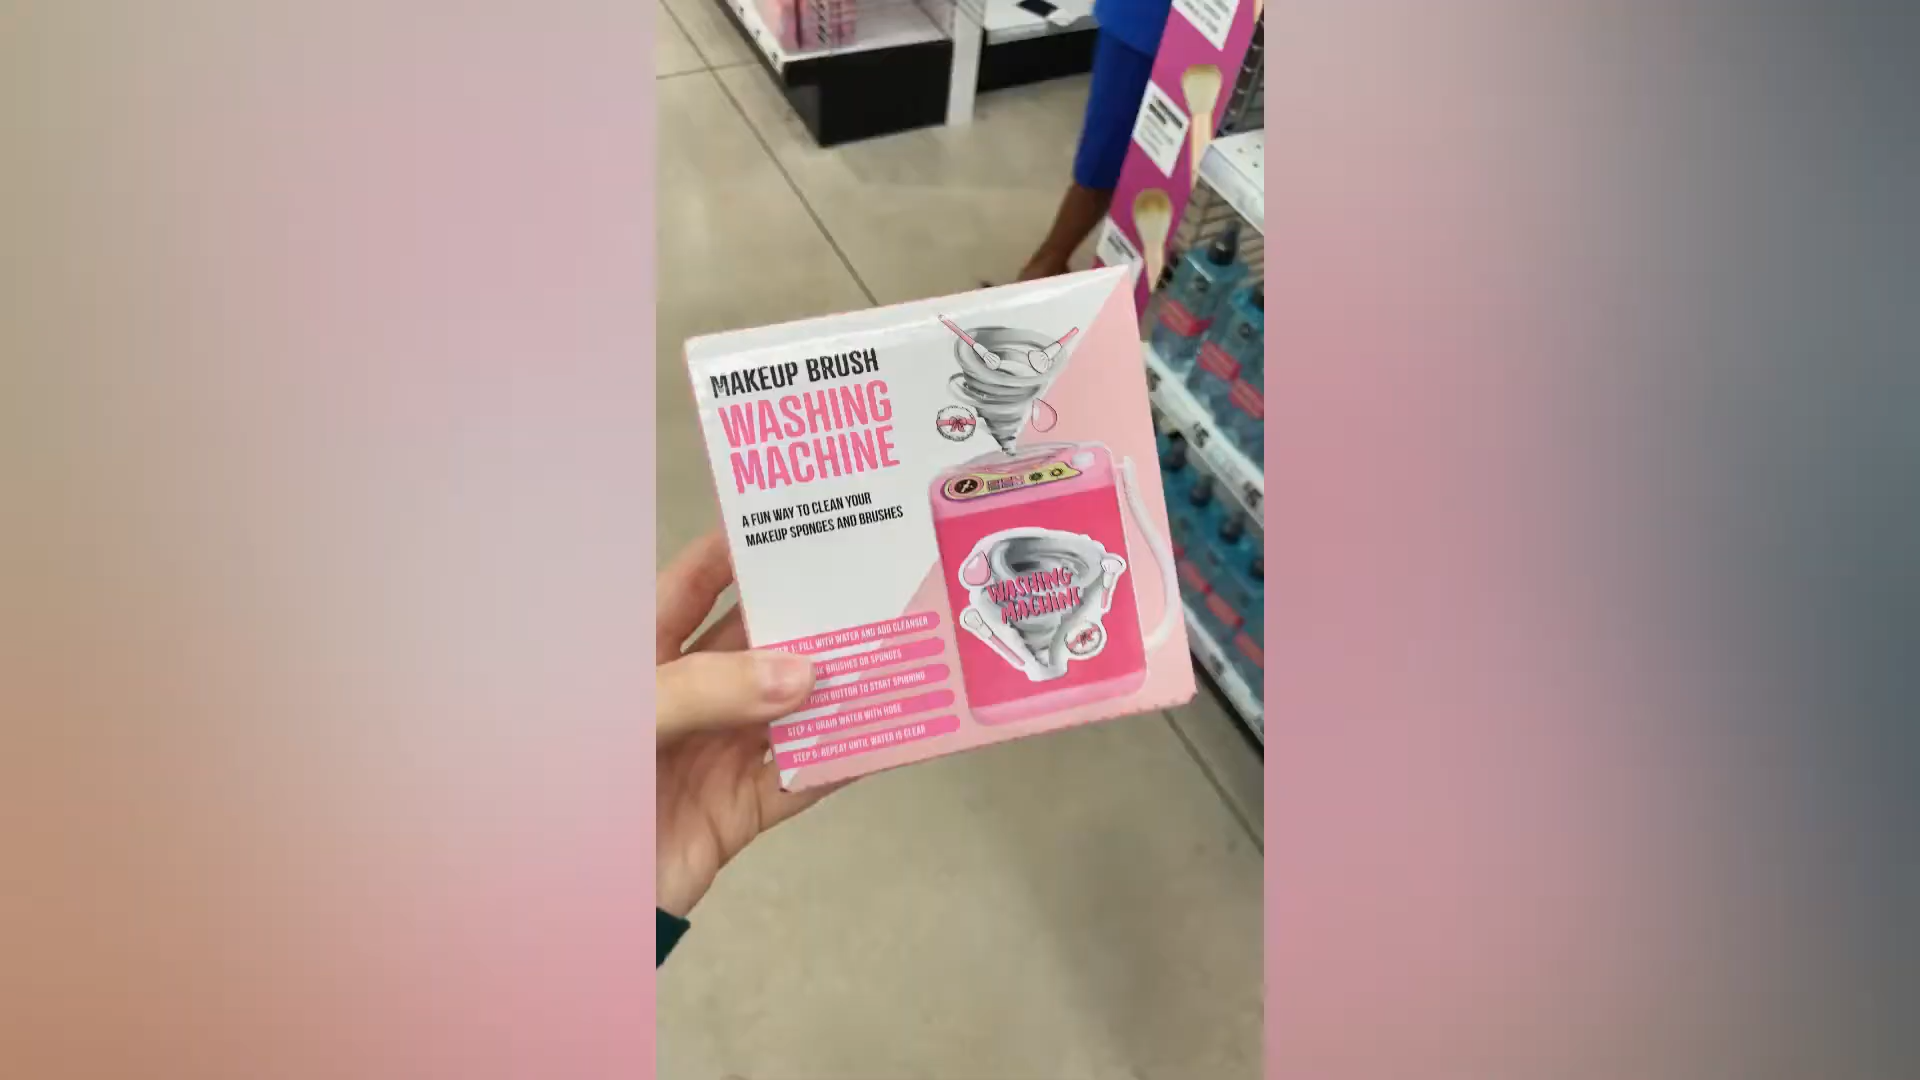 MAKEUP BRUSH
WASHING
MACHINE
A FUN WAY TO CLEAN YOUR
MAKEUP SPONGES AND BRUSHES
1: FILL WITH WATER AND ADD CLEANSER
BRUSHES OR SPONGES
PUSH BUTTON TO START SPINNING
STEP 4: DRAIN WATER WITH HOSE
STEP 5: REPEAT UNTIL WATER IS CLEAR
WASHING
MACHINE